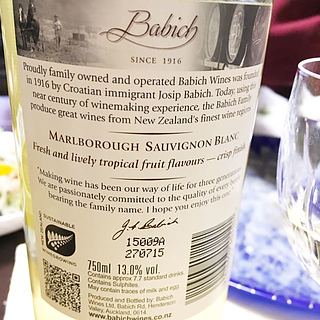 Babich
SINCE 1916
Proudly family owned and operated Babich Wines was founded
in 1916 by Croatian immigrant Josip Babich. Today, using this
near century of winemaking experience, the Babich Family
produce great wines from New Zealand's finest wine regions.
MARLBOROUGH SAUVIGNON BLANC
Fresh and lively tropical fruit flavours — crisp finish
"Making wine has been our way of life for three generations.
We are passionately committed to the quality of every bottle
bearing the family name. I hope you enjoy this one."
15009A
270715
SUSTAINABLE
WINEGROWING
750ml 13.0% vol.
Contains approx 7.7 standard drinks.
Contains Sulphites.
May contain traces of milk and egg
Produced and Bottled by: Babich
Wines Ltd, Babich Rd, Henderson
Valley, Auckland, 0614
www.babichwines.co.nz